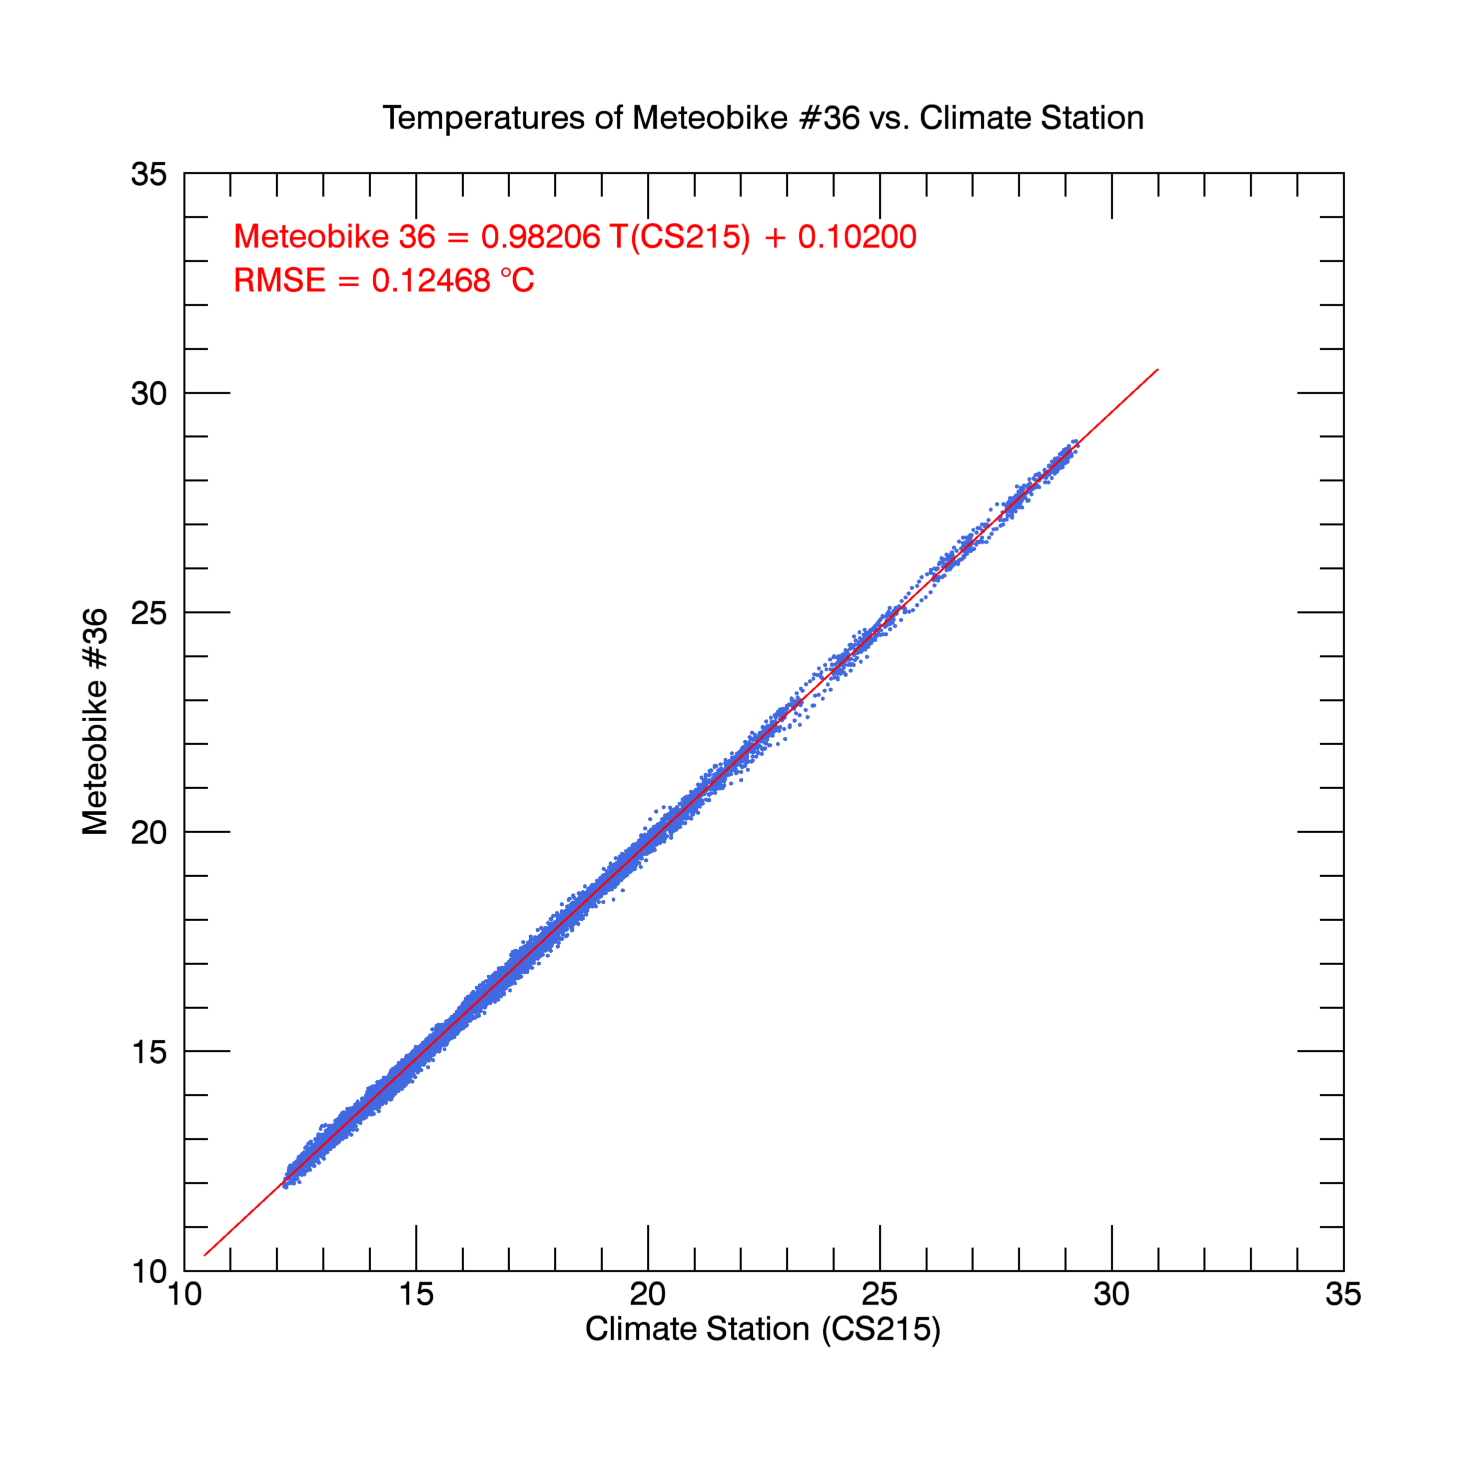 Temperatures of Meteobike #36 vs. Climate Station
35
Meteobike 36 = 0.98206 T(CS215) + 0.10200
RMSE = 0.12468 °C
30
25
Meteobike #36
20
15
10
10 15 20 25 30 35
Climate Station (CS215)